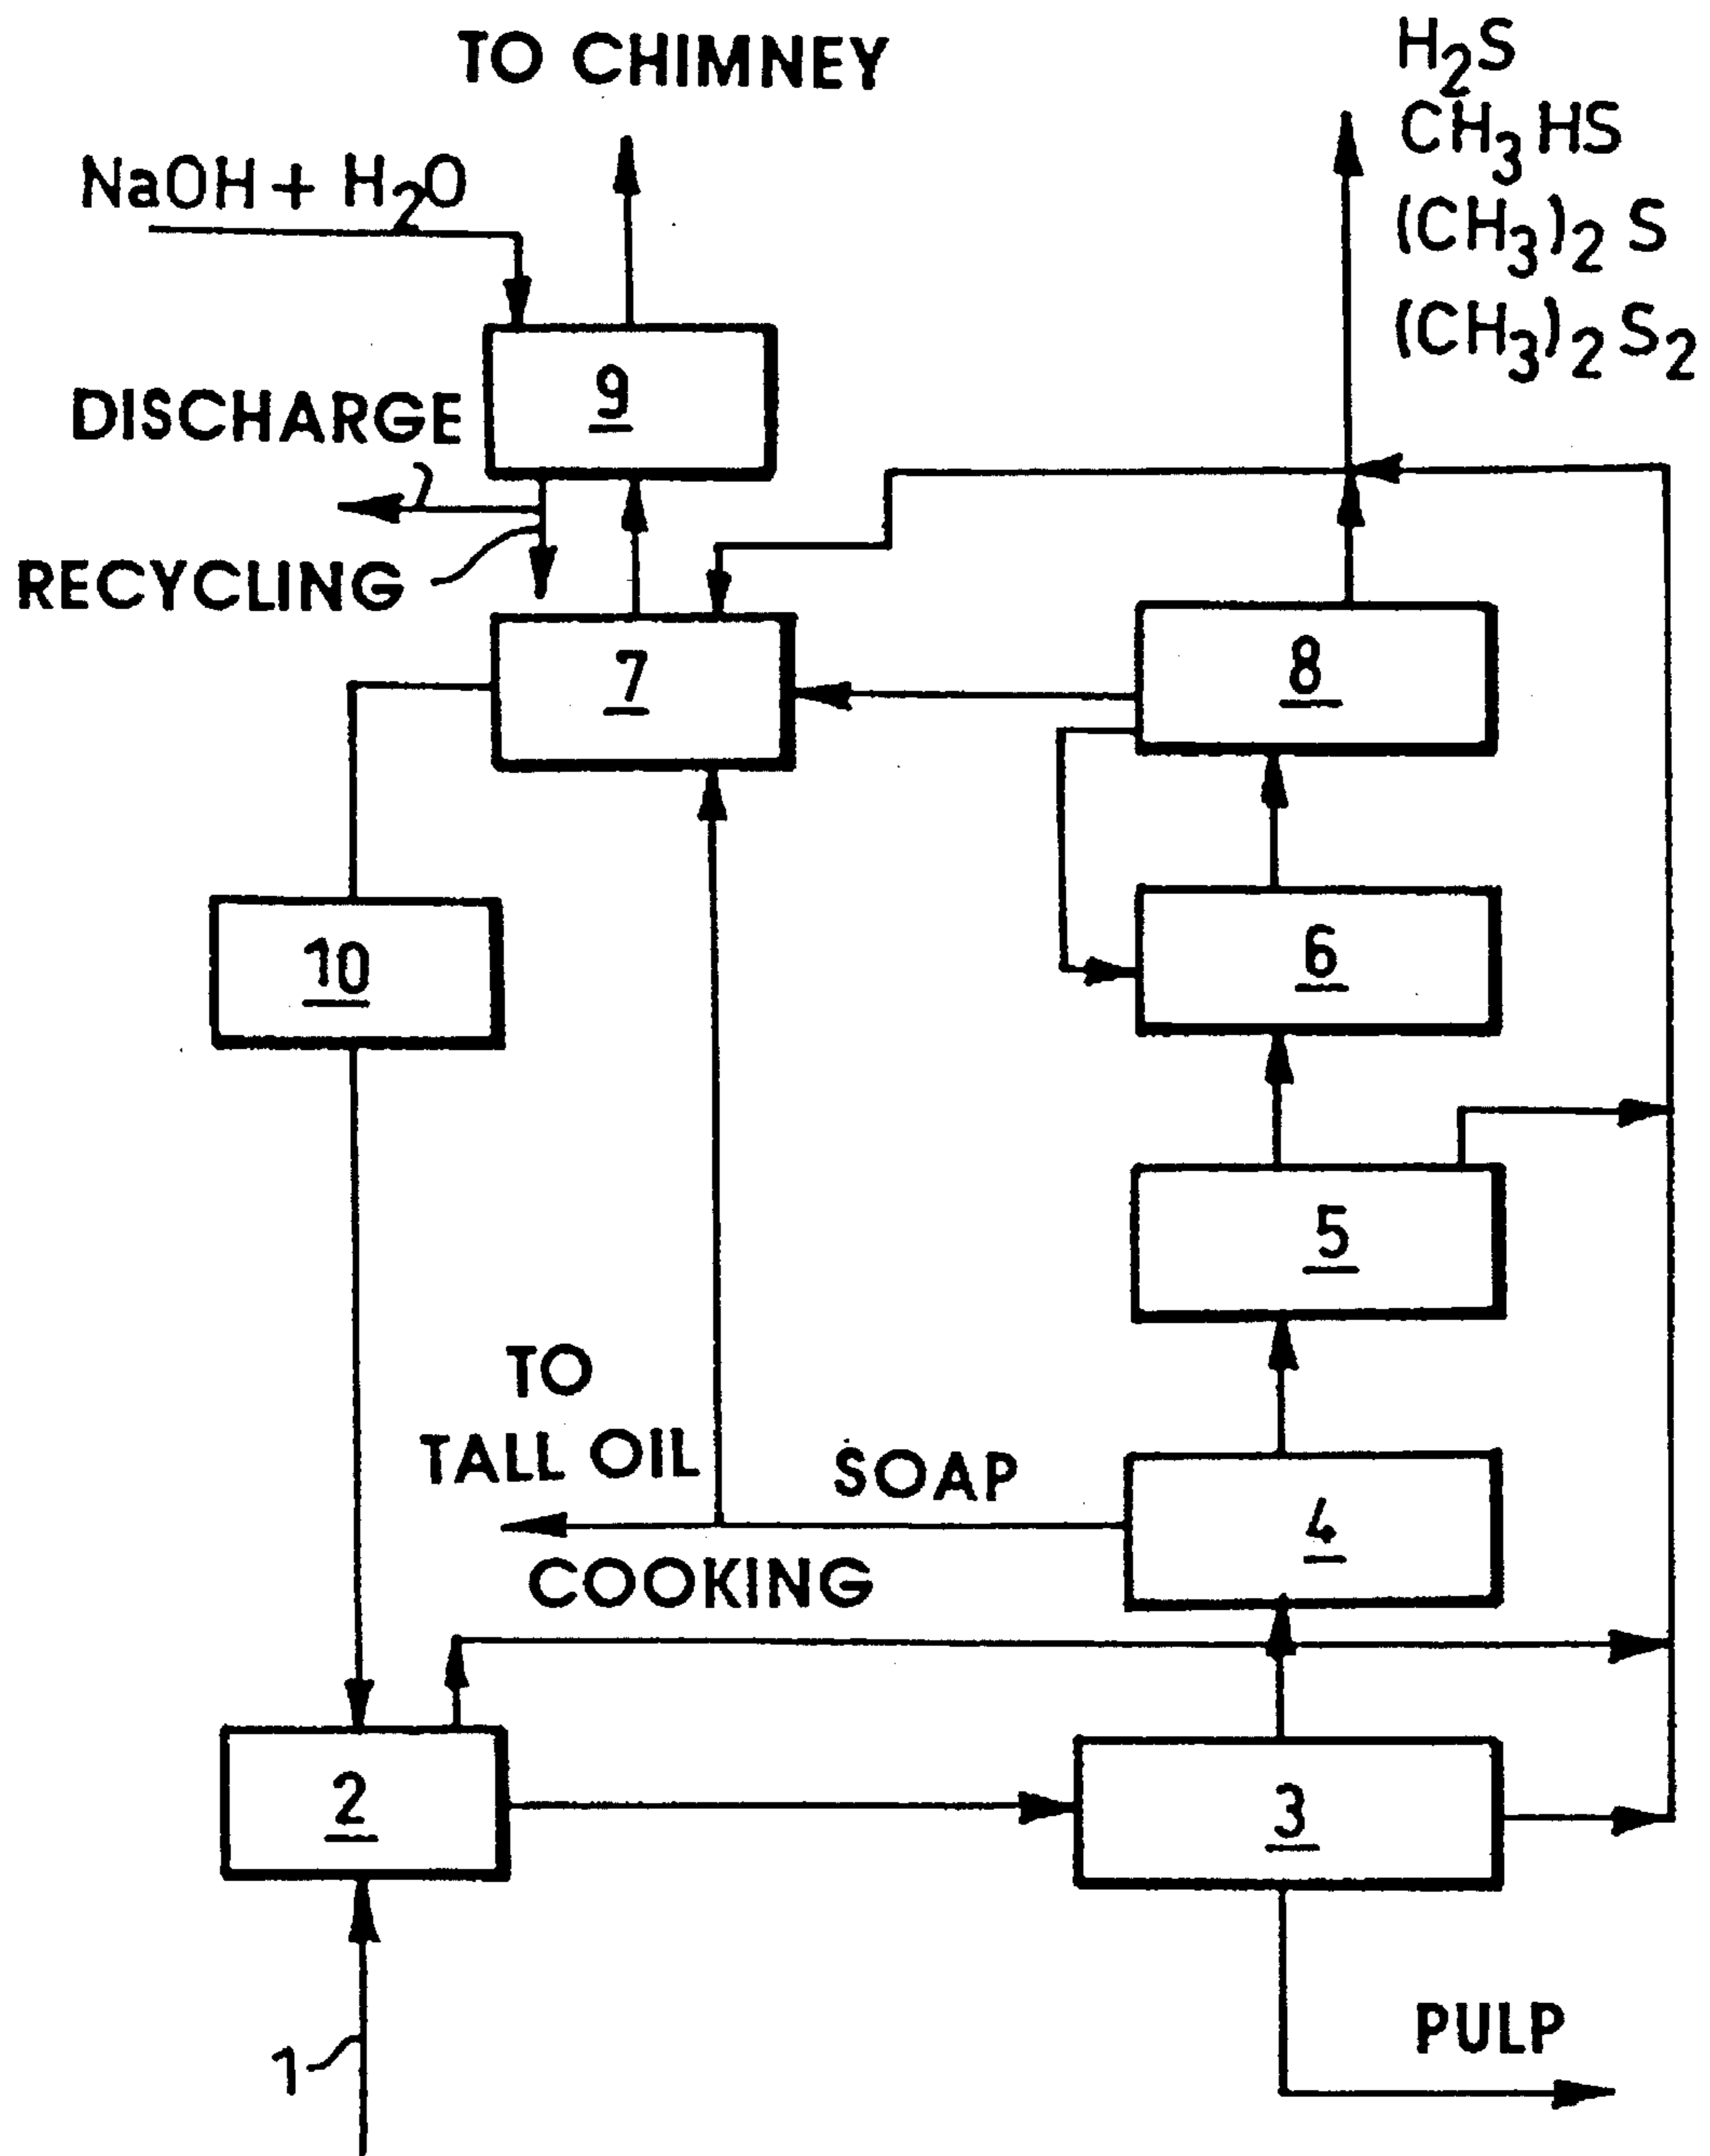 TO CHIMNEY
H₂S
CH₃HS
(CH₃)₂ S
(CH₃)₂ S₂
NaOH + H₂O
9
DISCHARGE
RECYCLING
7
8
10
6
5
TO
TALL OIL
SOAP
COOKING
4
2
3
1
PULP